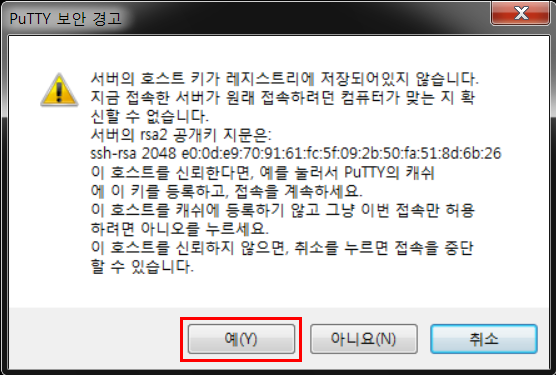 PuTTY 보안 경고
서버의 호스트 키가 레지스트리에 저장되어있지 않습니다.
지금 접속한 서버가 원래 접속하려던 컴퓨터가 맞는 지 확
신할 수 없습니다.
서버의 rsa2 공개키 지문은:
ssh-rsa 2048 e0:0d:e9:70:91:61:fc:5f:09:2b:50:fa:51:8d:6b:26
이 호스트를 신뢰한다면, 예를 눌러서 PuTTY의 캐쉬
에 이 키를 등록하고, 접속을 계속하세요.
이 호스트를 캐쉬에 등록하기 않고 그냥 이번 접속만 허용
하려면 아니오를 누르세요.
이 호스트를 신뢰하지 않으면, 취소를 누르면 접속을 중단
할 수 있습니다.
예(Y) 아니요(N) 취소